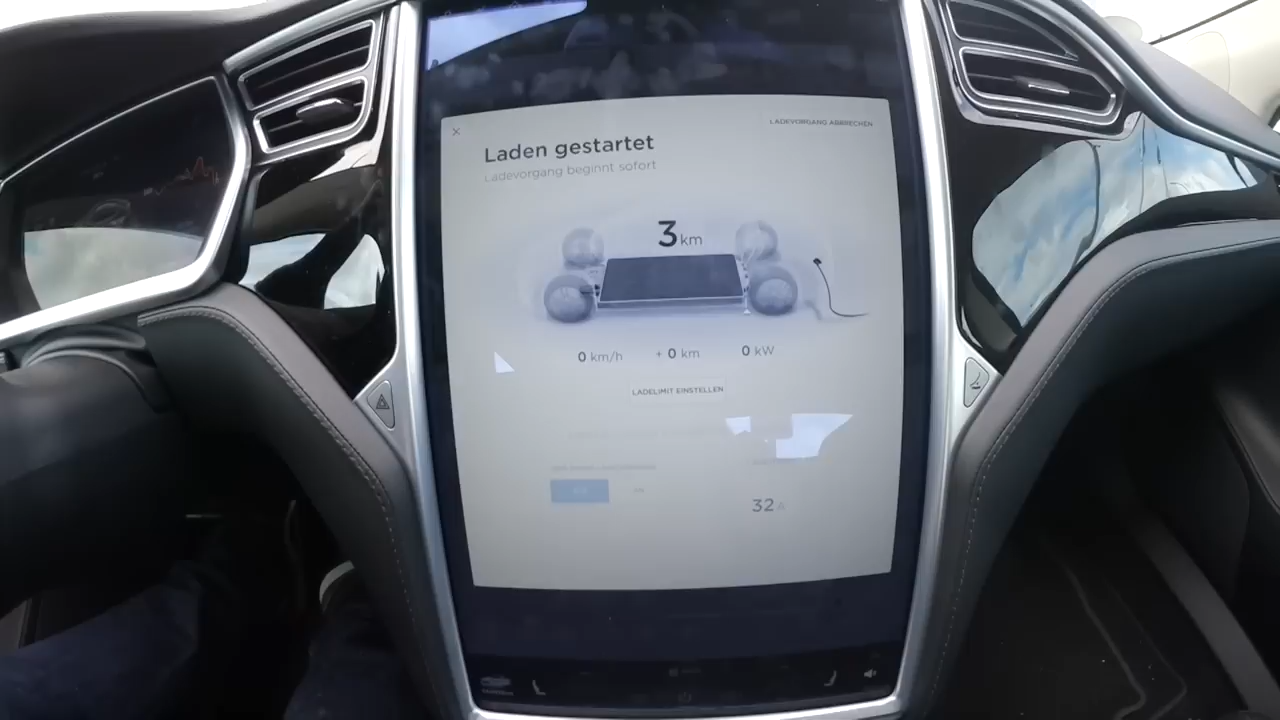 LADEVORGANG ABBRECHEN
Laden gestartet
Ladevorgang beginnt sofort
3 km
0 km/h + 0 km 0 kW
LADELIMIT EINSTELLEN
32 A